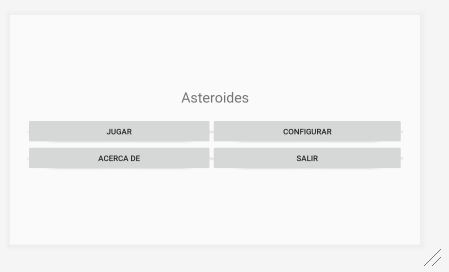 Asteroides
JUGAR CONFIGURAR
ACERCA DE SALIR